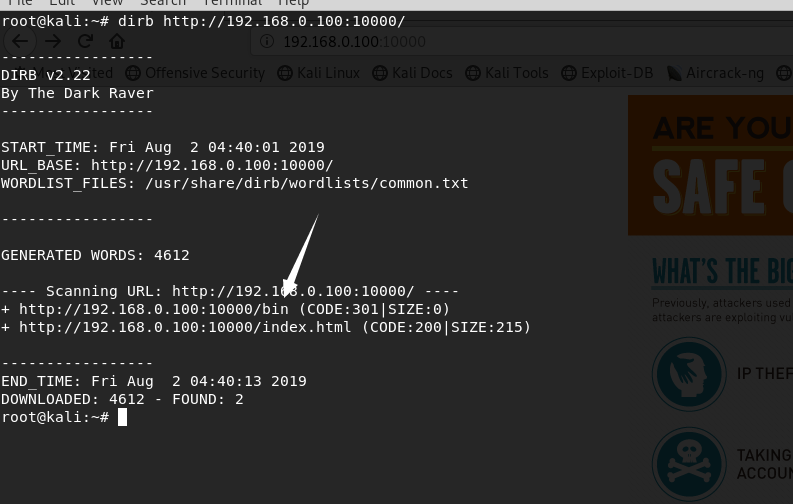 File Edit View Search Terminal Help
root@kali:~# dirb http://192.168.0.100:10000/
192.168.0.100:10000
-----------------
DIRB v2.22
Offensive Security Kali Linux Kali Docs Kali Tools Exploit-DB Aircrack-ng
By The Dark Raver
-----------------
ARE YOU
START_TIME: Fri Aug  2 04:40:01 2019
URL_BASE: http://192.168.0.100:10000/
WORDLIST_FILES: /usr/share/dirb/wordlists/common.txt
SAFE
-----------------
GENERATED WORDS: 4612
WHAT'S THE BIG
---- Scanning URL: http://192.168.0.100:10000/ ----
Previously, attackers used
+ http://192.168.0.100:10000/bin (CODE:301|SIZE:0)
attackers are exploiting
+ http://192.168.0.100:10000/index.html (CODE:200|SIZE:215)
-----------------
IP THEF
END_TIME: Fri Aug  2 04:40:13 2019
DOWNLOADED: 4612 - FOUND: 2
root@kali:~#
TAKING
ACCOUN